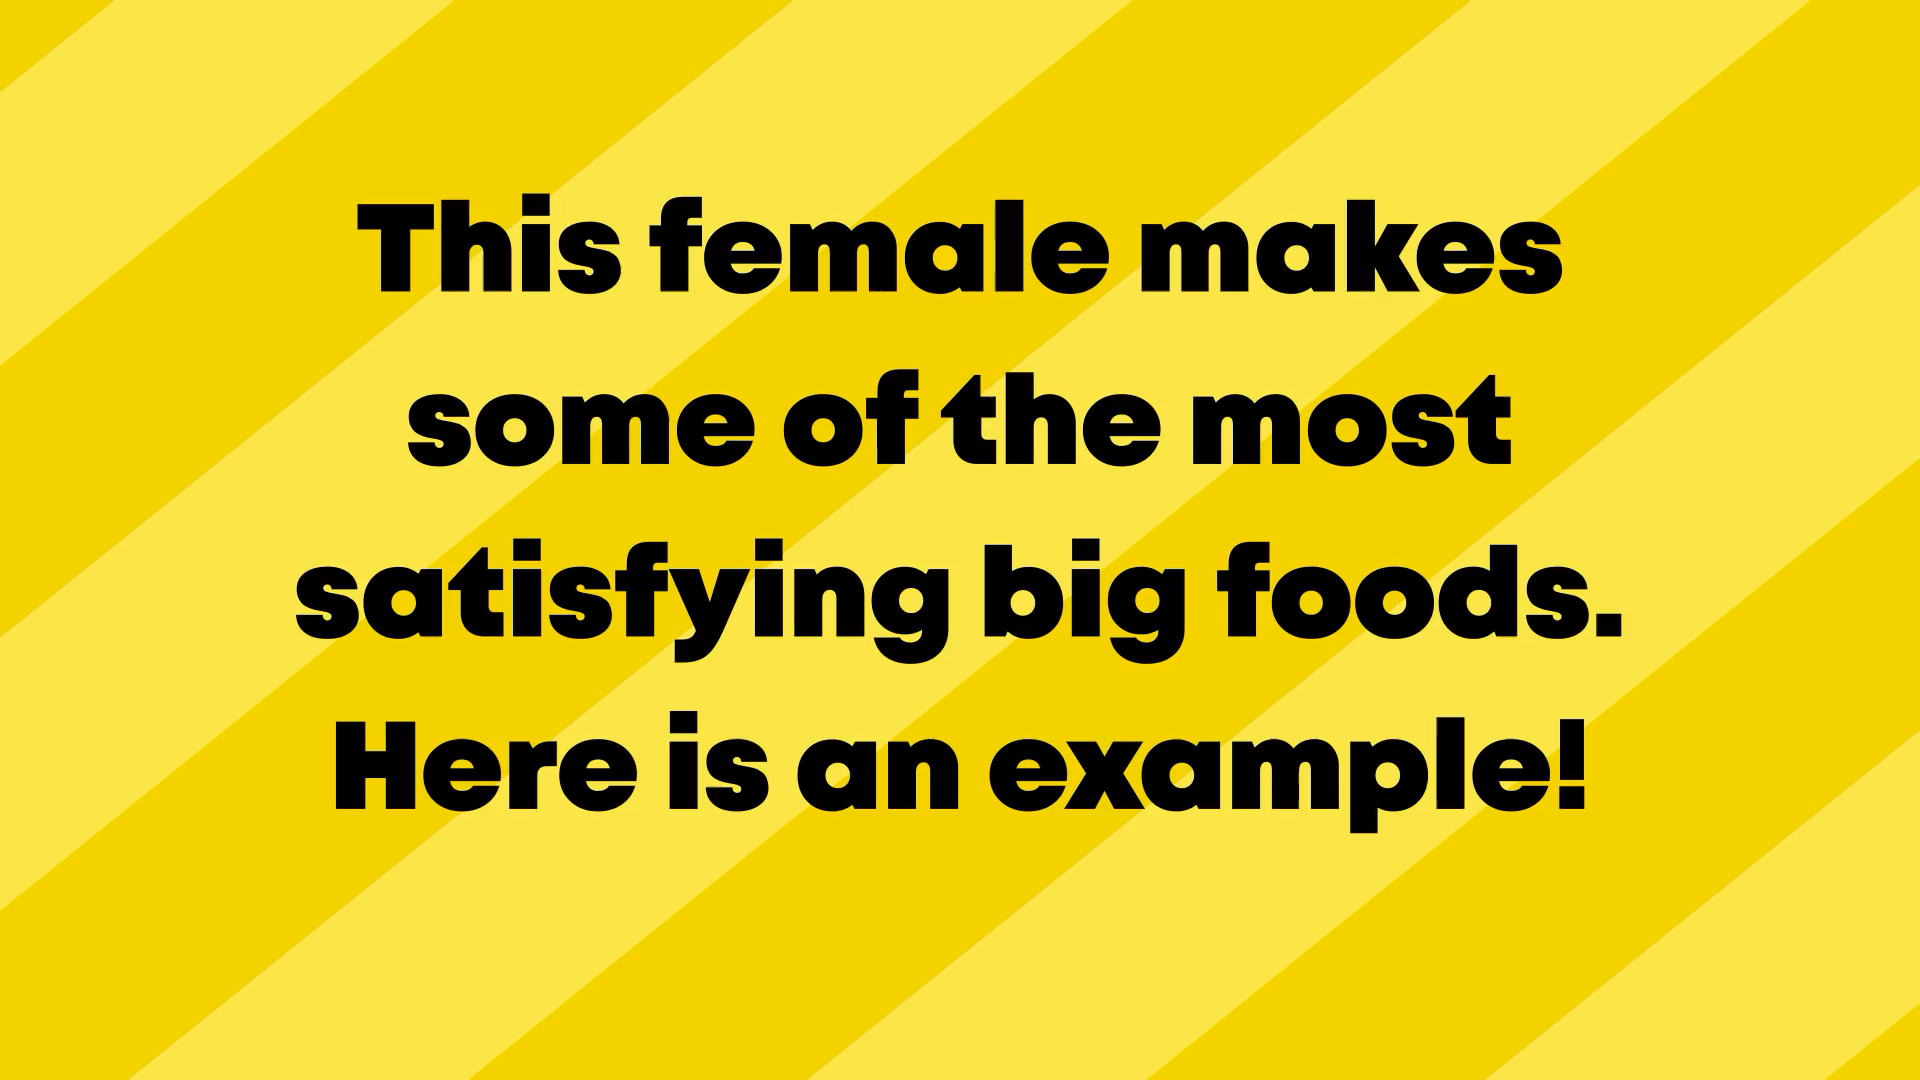 This female makes
some of the most
satisfying big foods.
Here is an example!